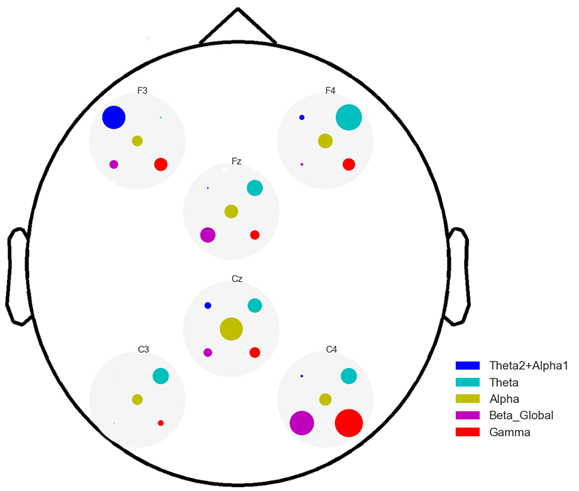 F3
F4
Fz
Cz
C3
C4
Theta2+Alpha1
Theta
Alpha
Beta_Global
Gamma